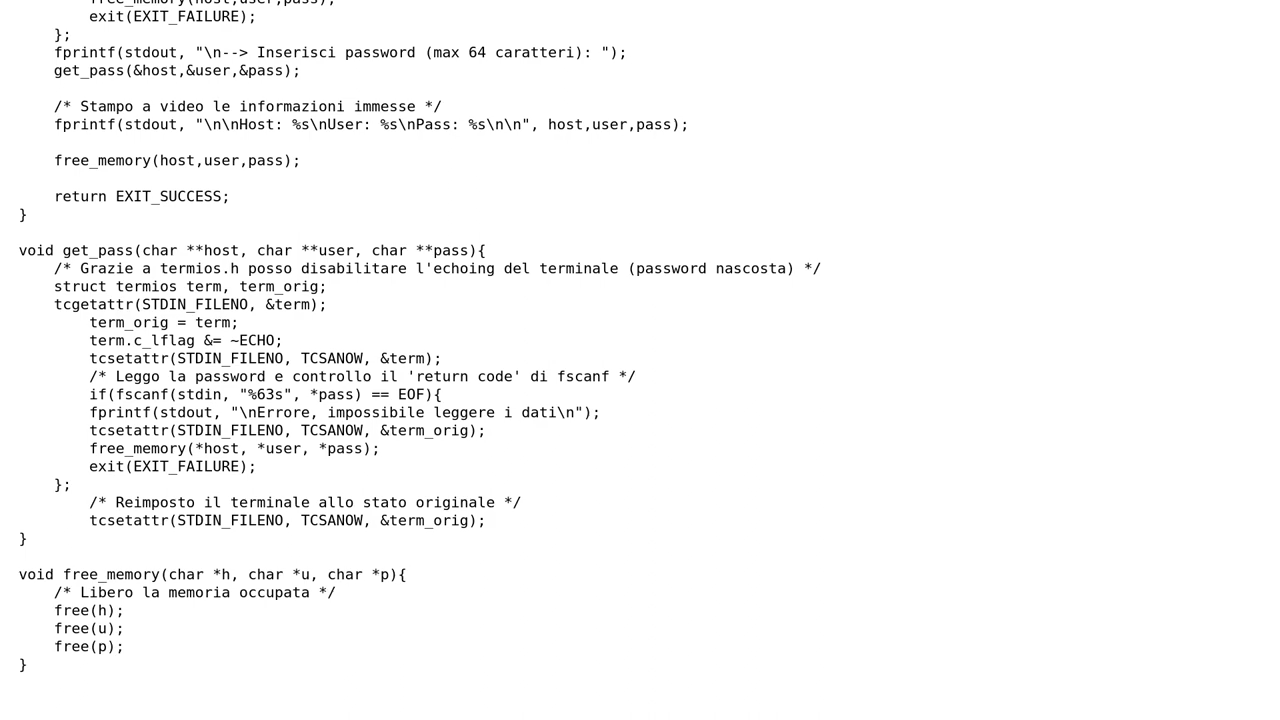 free_memory(host,user,pass);
        exit(EXIT_FAILURE);
    };
    fprintf(stdout, "\n--> Inserisci password (max 64 caratteri): ");
    get_pass(&host,&user,&pass);

    /* Stampo a video le informazioni immesse */
    fprintf(stdout, "\n\nHost: %s\nUser: %s\nPass: %s\n\n", host,user,pass);

    free_memory(host,user,pass);

    return EXIT_SUCCESS;
}

void get_pass(char **host, char **user, char **pass){
    /* Grazie a termios.h posso disabilitare l'echoing del terminale (password nascosta) */
    struct termios term, term_orig;
    tcgetattr(STDIN_FILENO, &term);
        term_orig = term;
        term.c_lflag &= ~ECHO;
        tcsetattr(STDIN_FILENO, TCSANOW, &term);
        /* Leggo la password e controllo il 'return code' di fscanf */
        if(fscanf(stdin, "%63s", *pass) == EOF){
        fprintf(stdout, "\nErrore, impossibile leggere i dati\n");
        tcsetattr(STDIN_FILENO, TCSANOW, &term_orig);
        free_memory(*host, *user, *pass);
        exit(EXIT_FAILURE);
    };
        /* Reimposto il terminale allo stato originale */
        tcsetattr(STDIN_FILENO, TCSANOW, &term_orig);
}

void free_memory(char *h, char *u, char *p){
    /* Libero la memoria occupata */
    free(h);
    free(u);
    free(p);
}